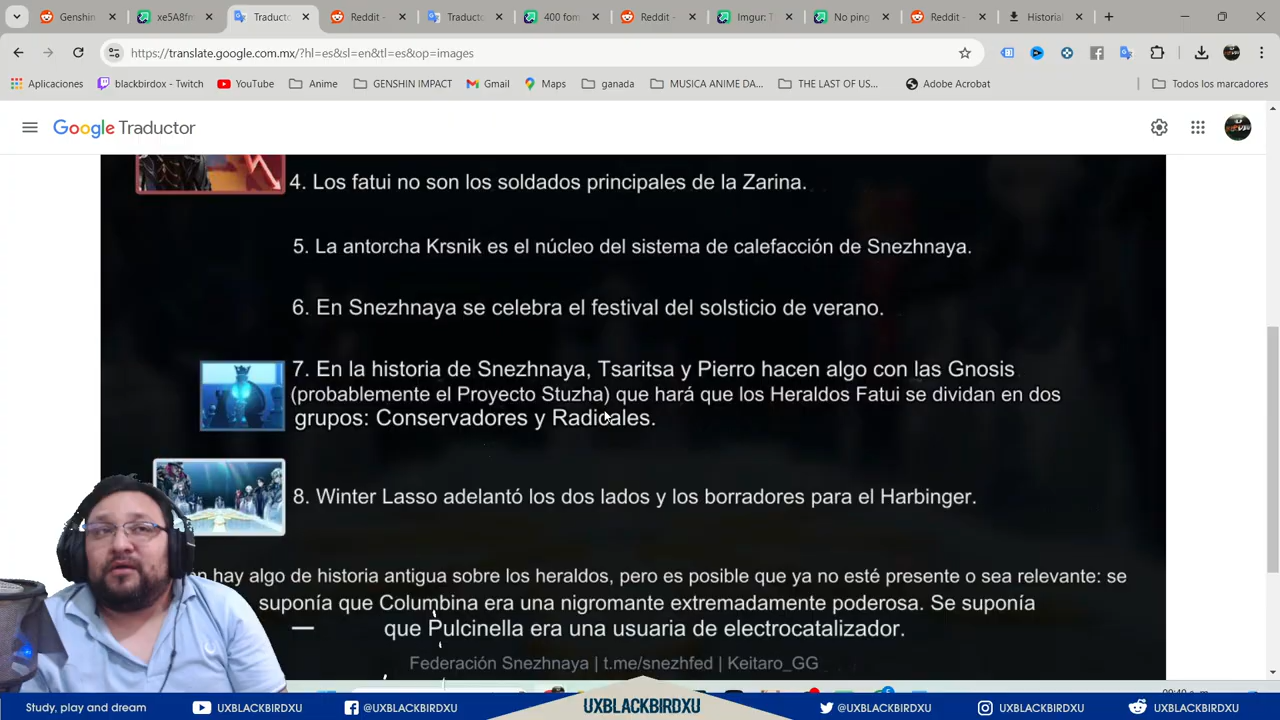 Genshin
xe5A8fn
Traducto
Reddit -
Traducto
400 fom
Reddit -
Imgur: T
No ping
Reddit -
Historial
https://translate.google.com.mx/?hl=es&sl=en&tl=es&op=images
Aplicaciones
blackbirdox - Twitch
YouTube
Anime
GENSHIN IMPACT
Gmail
Maps
ganada
MUSICA ANIME DA...
THE LAST OF US...
Adobe Acrobat
Todos los marcadores
Google Traductor
4. Los fatui no son los soldados principales de la Zarina.
5. La antorcha Krsnik es el núcleo del sistema de calefacción de Snezhnaya.
6. En Snezhnaya se celebra el festival del solsticio de verano.
7. En la historia de Snezhnaya, Tsaritsa y Pierro hacen algo con las Gnosis
(probablemente el Proyecto Stuzha) que hará que los Heraldos Fatui se dividan en dos
grupos: Conservadores y Radicales.
8. Winter Lasso adelantó los dos lados y los borradores para el Harbinger.
hay algo de historia antigua sobre los heraldos, pero es posible que ya no esté presente o sea relevante: se
suponía que Columbina era una nigromante extremadamente poderosa. Se suponía
que Pulcinella era una usuaria de electrocatalizador.
Federación Snezhnaya | t.me/snezhfed | Keitaro_GG
Study, play and dream
UXBLACKBIRDXU
@UXBLACKBIRDXU
UXBLACKBIRDXU
@UXBLACKBIRDXU
UXBLACKBIRDXU
UXBLACKBIRDXU